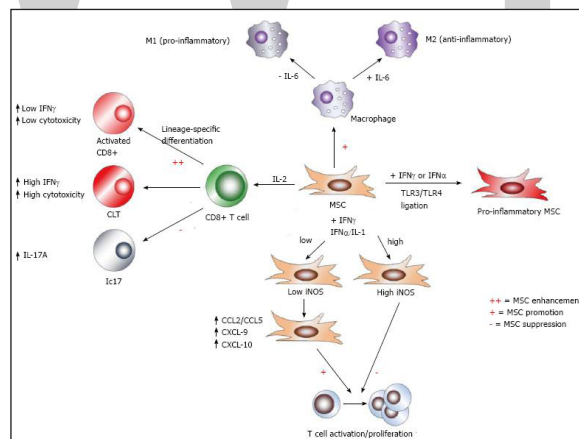 M1 (pro-inflammatory)
M2 (anti-inflammatory)
- IL-6
+ IL-6
Macrophage
Low IFNγ
Low cytotoxicity
Activated
CD8+
Lineage-specific
differentiation
++
+
High IFNγ
High cytotoxicity
CLT
CD8+ T cell
IL-2
MSC
+ IFNγ or IFNα
TLR3/TLR4
ligation
Pro-inflammatory MSC
-
IL-17A
Ic17
+ IFNγ
IFNα/IL-1
low
high
Low iNOS
High iNOS
CCL2/CCL5
CXCL-9
CXCL-10
++ = MSC enhancement
+ = MSC promotion
- = MSC suppression
+
-
T cell activation/proliferation